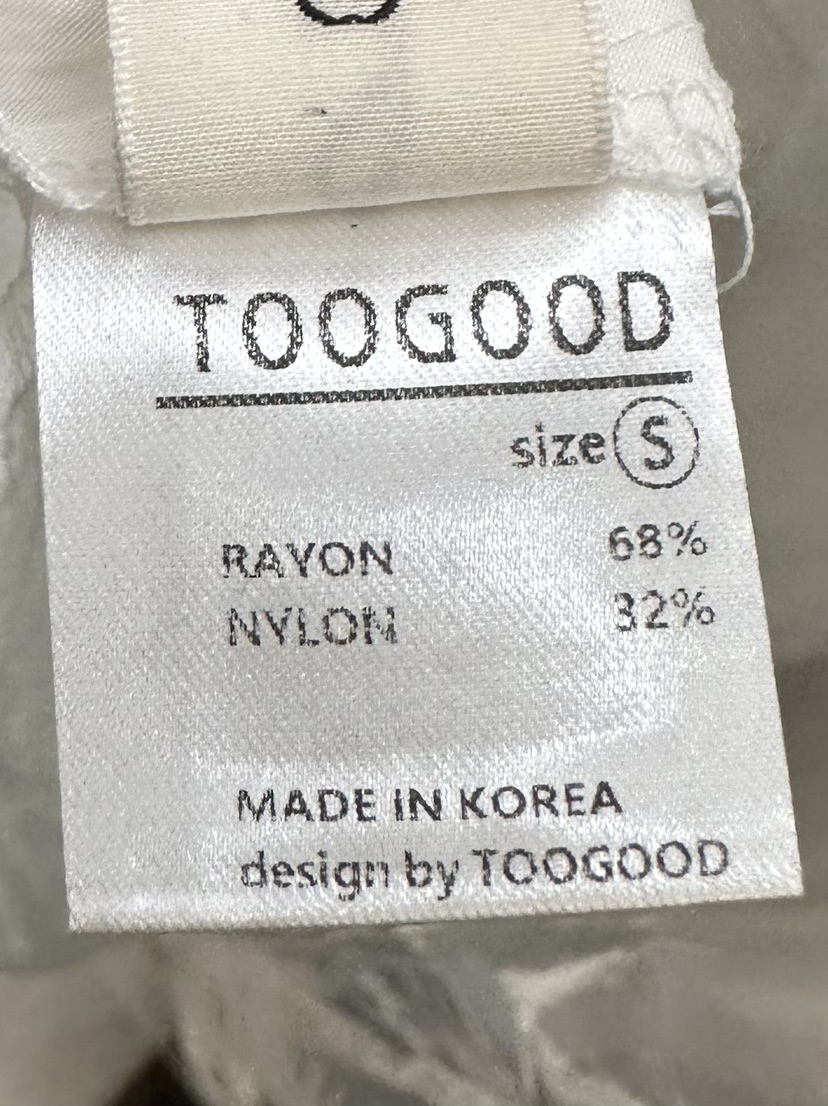 TOOGOOD
size S
RAYON 68%
NYLON 32%
MADE IN KOREA
design by TOOGOOD